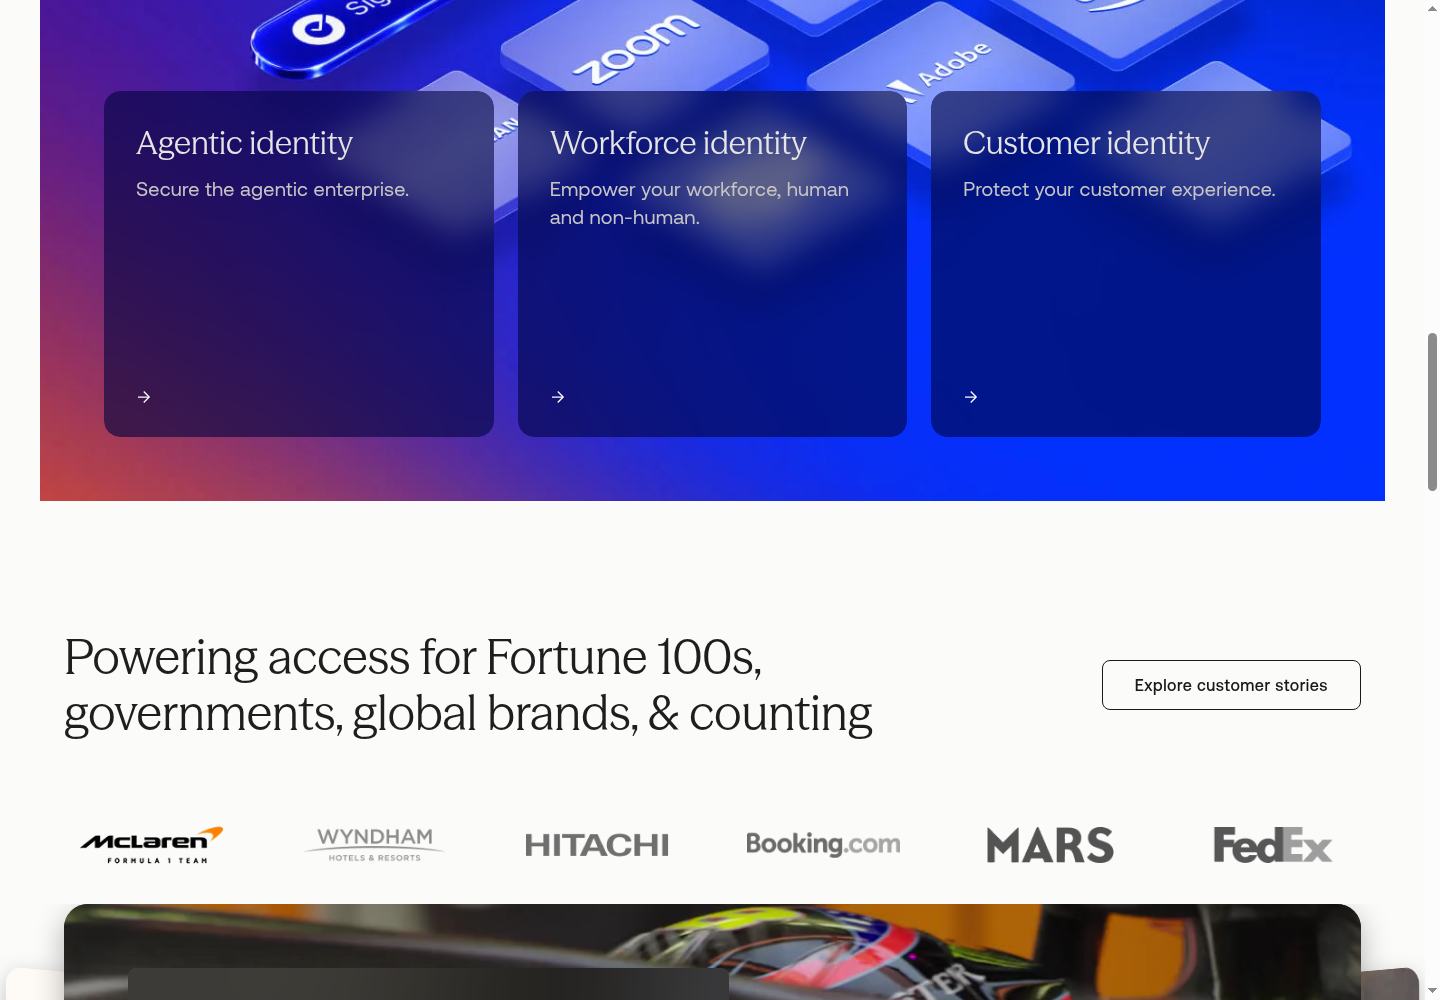 zoom
Adobe
Agentic identity
Secure the agentic enterprise.
Workforce identity
Empower your workforce, human
and non-human.
Customer identity
Protect your customer experience.
Powering access for Fortune 100s,
governments, global brands, & counting
Explore customer stories
McLaren
FORMULA 1 TEAM
WYNDHAM
HOTELS & RESORTS
HITACHI
Booking.com
MARS
FedEx